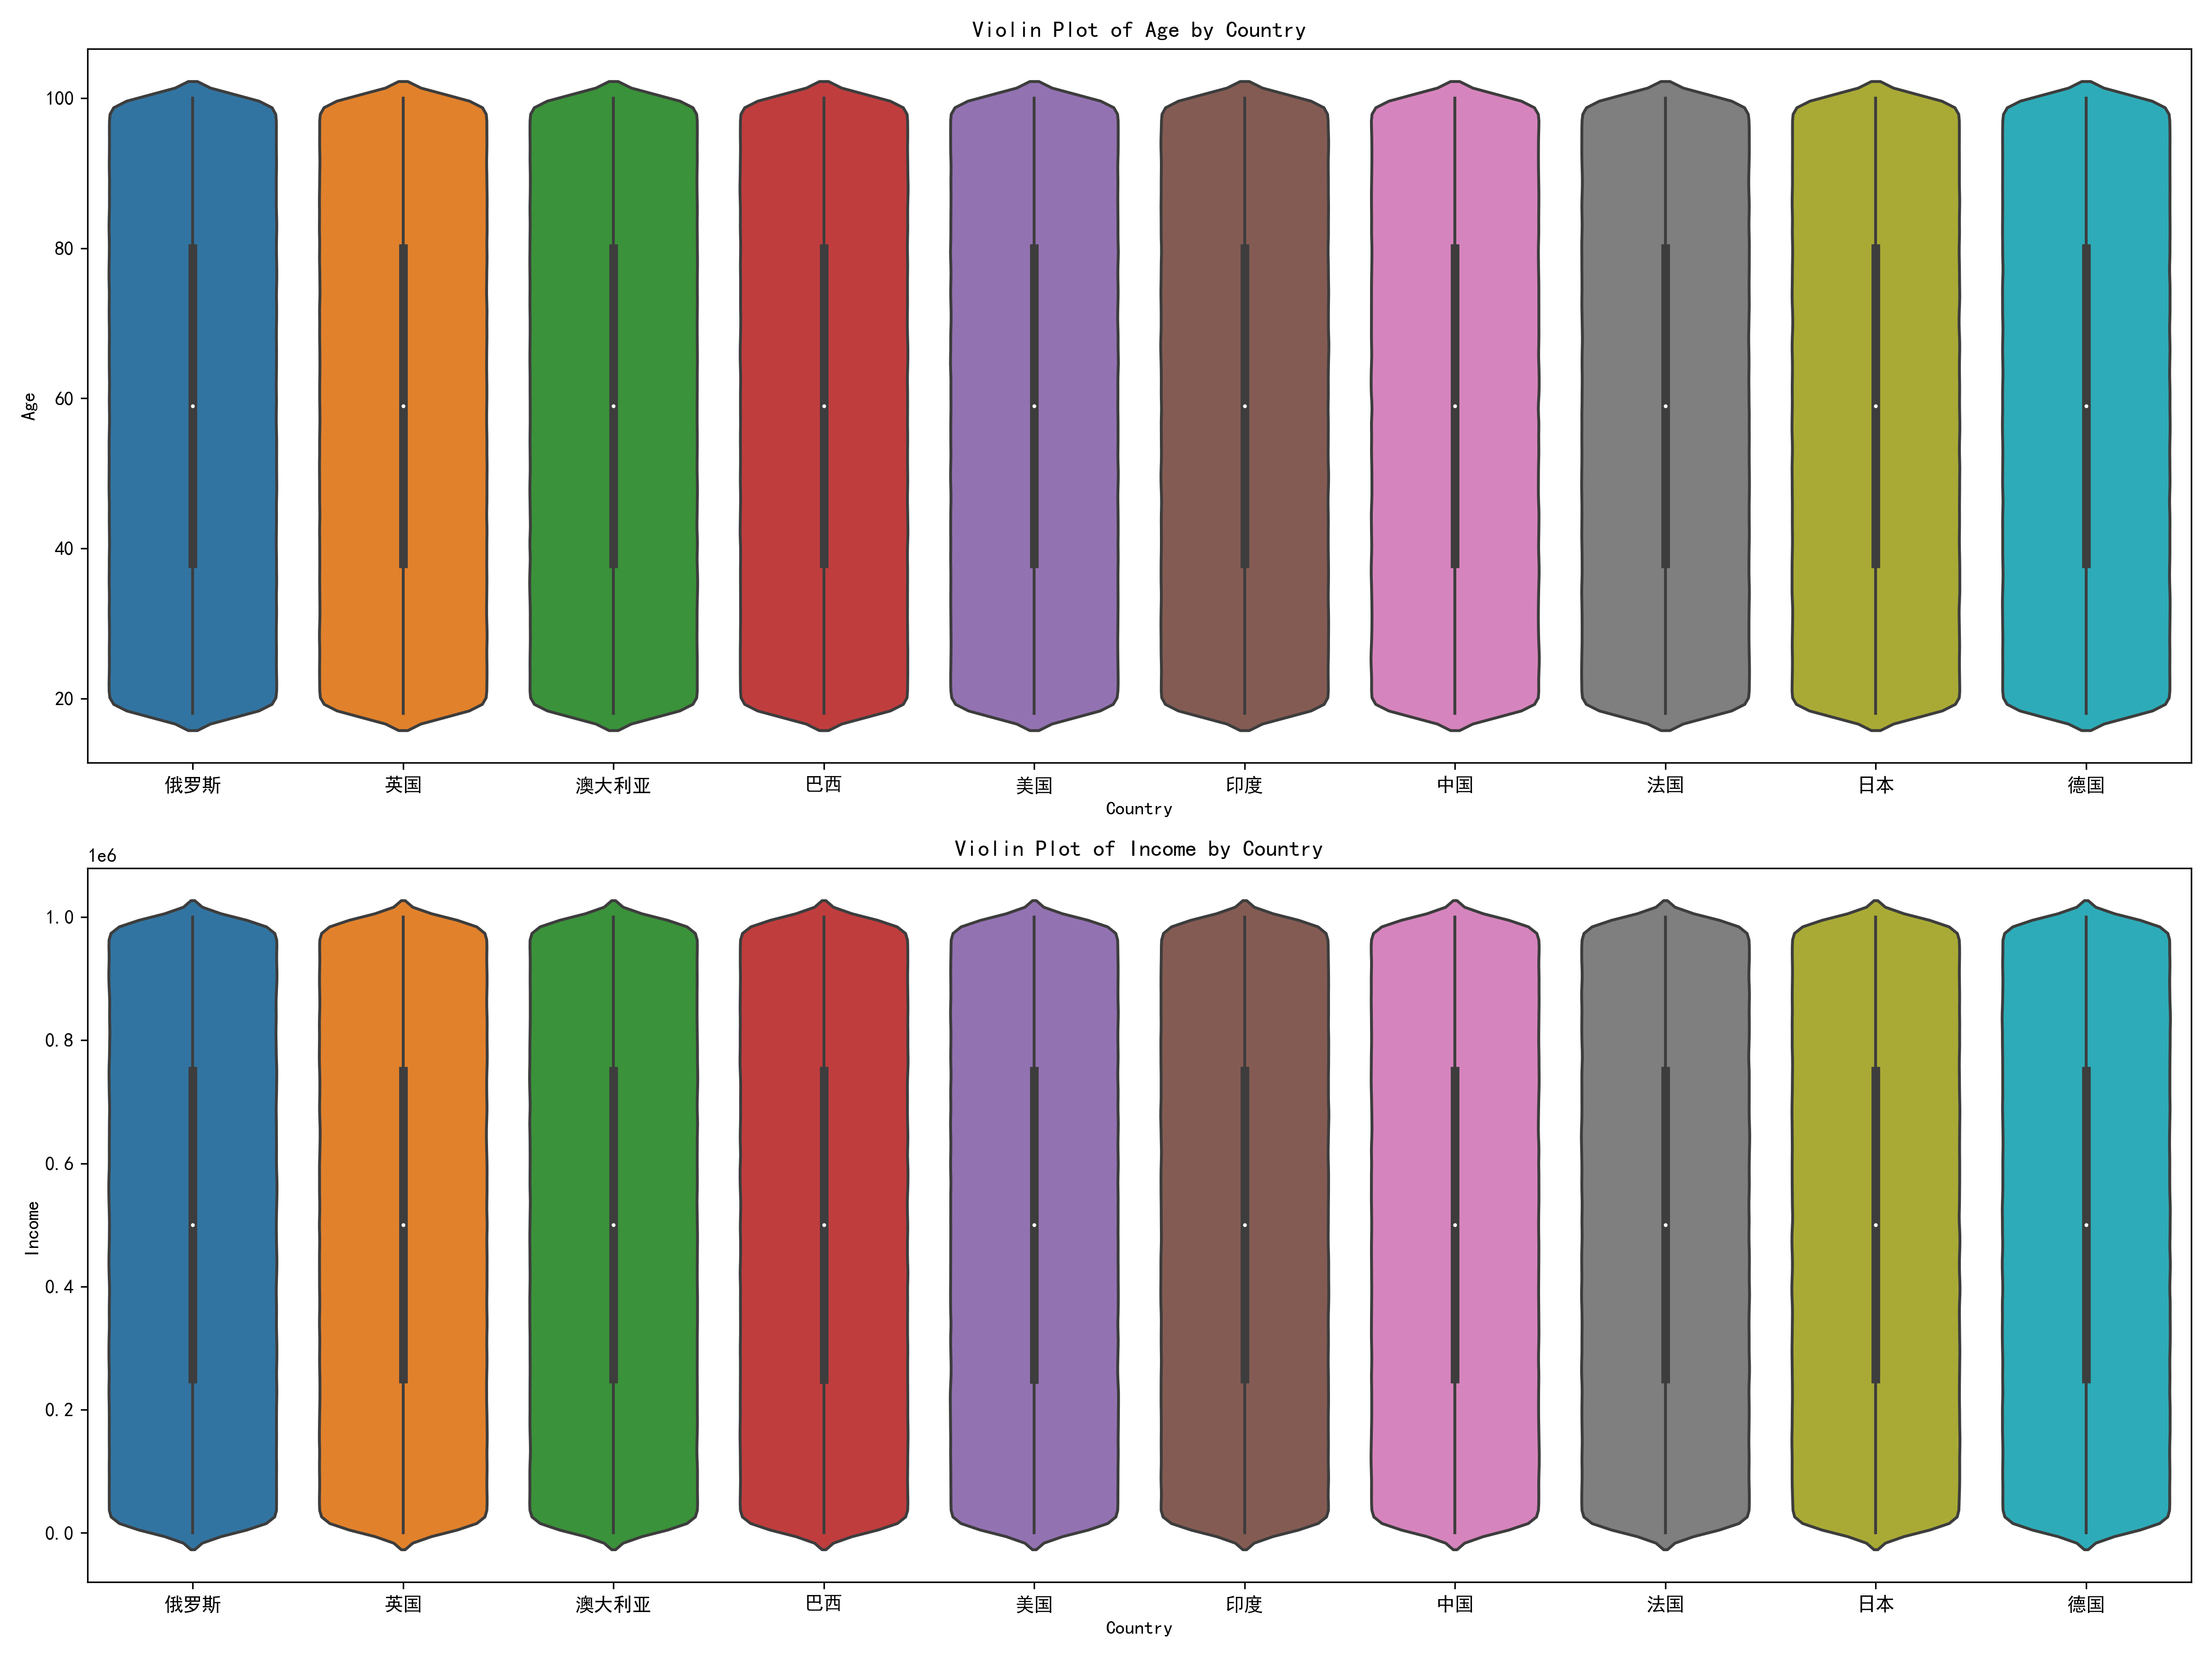 Violin Plot of Age by Country
100
80
60
40
20
Age
俄罗斯 英国 澳大利亚 巴西 美国 印度 中国 法国 日本 德国
Country
Violin Plot of Income by Country
1e6
1.0
0.8
0.6
0.4
0.2
0.0
Income
俄罗斯 英国 澳大利亚 巴西 美国 印度 中国 法国 日本 德国
Country